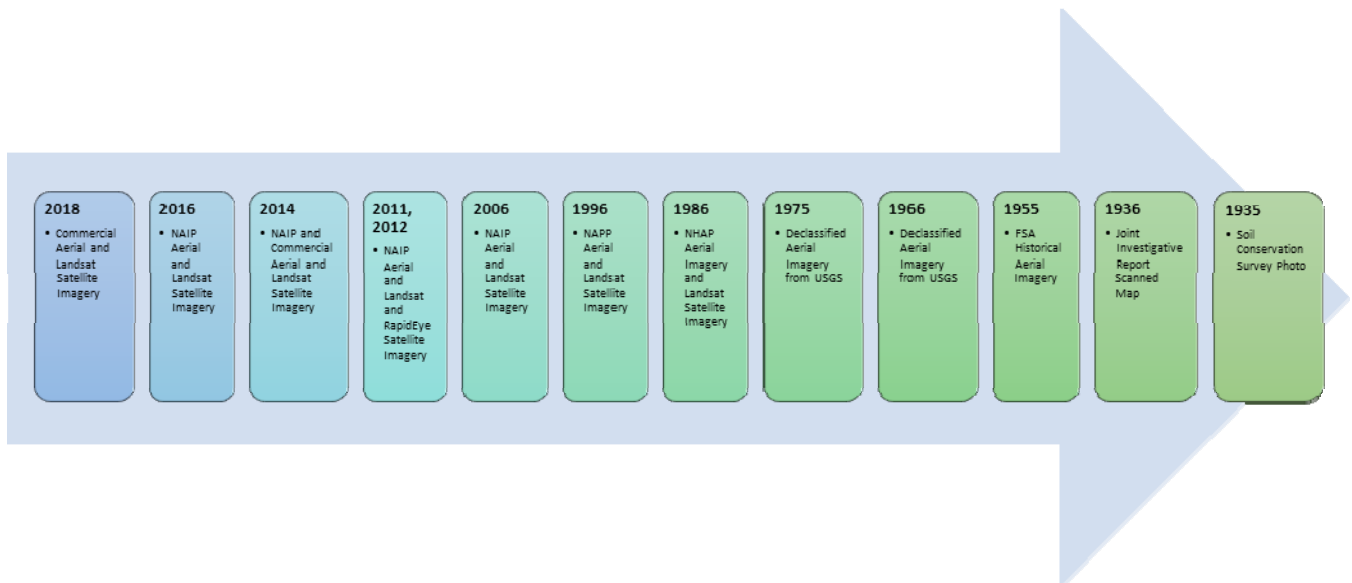 2018
• Commercial
Aerial and
Landsat
Satellite
Imagery
2016
• NAIP
Aerial
and
Landsat
Satellite
Imagery
2014
• NAIP and
Commercial
Aerial and
Landsat
Satellite
Imagery
2011,
2012
• NAIP
Aerial
and
Landsat
and
RapidEye
Satellite
Imagery
2006
• NAIP
Aerial
and
Landsat
Satellite
Imagery
1996
• NAPP
Aerial
and
Landsat
Satellite
Imagery
1986
• NHAP
Aerial
Imagery
and
Landsat
Satellite
Imagery
1975
• Declassified
Aerial
Imagery
from USGS
1966
• Declassified
Aerial
Imagery
from USGS
1955
• FSA
Historical
Aerial
Imagery
1936
• Joint
Investigative
Report
Scanned
Map
1935
• Soil
Conservation
Survey Photo